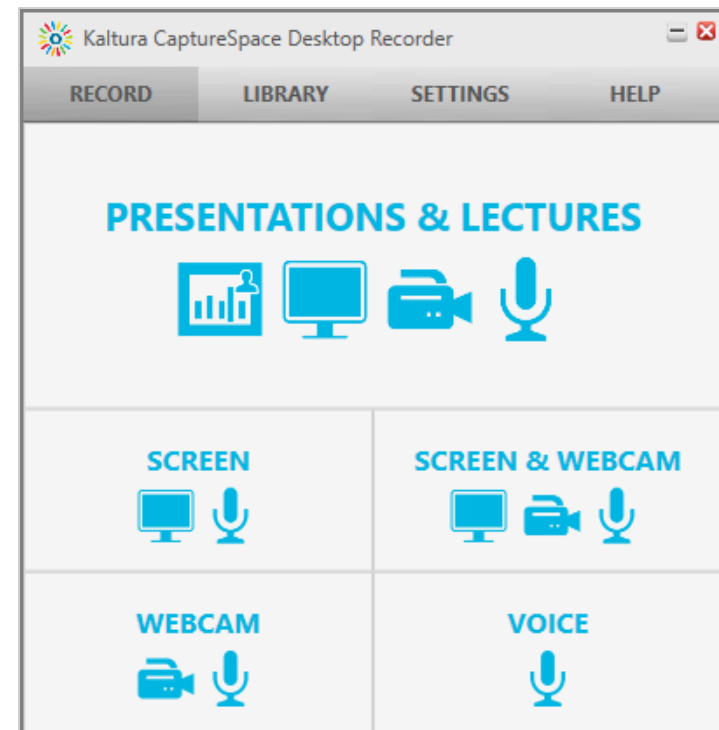 Kaltura CaptureSpace Desktop Recorder
RECORD LIBRARY SETTINGS HELP
PRESENTATIONS & LECTURES
SCREEN SCREEN & WEBCAM
WEBCAM VOICE